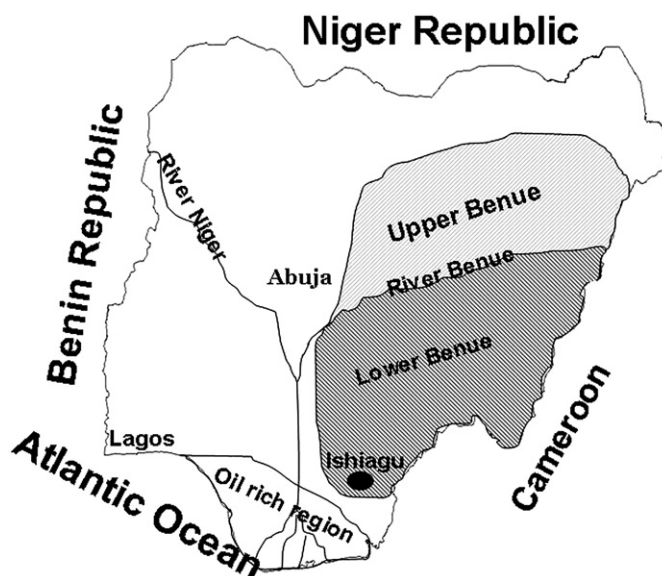 Niger Republic
Benin Republic
River Niger
Upper Benue
Abuja
River Benue
Lower Benue
Cameroon
Lagos
Ishiagu
Oil rich region
Atlantic Ocean